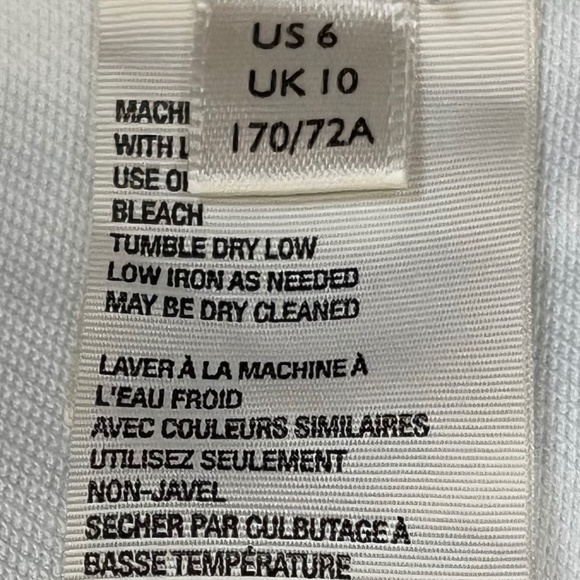 US 6
UK 10
170/72A
MACHI
WITH L
USE
BLEACH
TUMBLE DRY LOW
LOW IRON AS NEEDED
MAY BE DRY CLEANED
LAVER À LA MACHINE À
L'EAU FROID
AVEC COULEURS SIMILAIRES
UTILISEZ SEULEMENT
NON-JAVEL
SECHER PAR CULBUTAGE À
BASSE TEMPÉRATURE